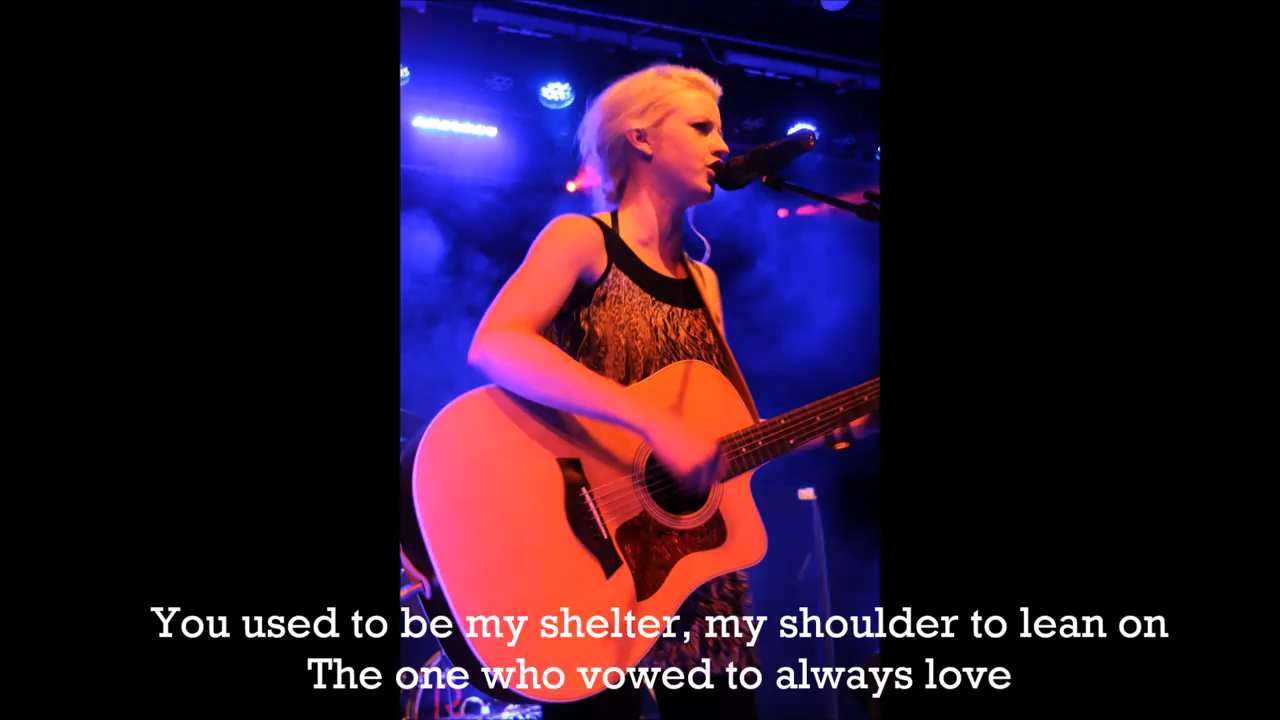 You used to be my shelter, my shoulder to lean on
The one who vowed to always love